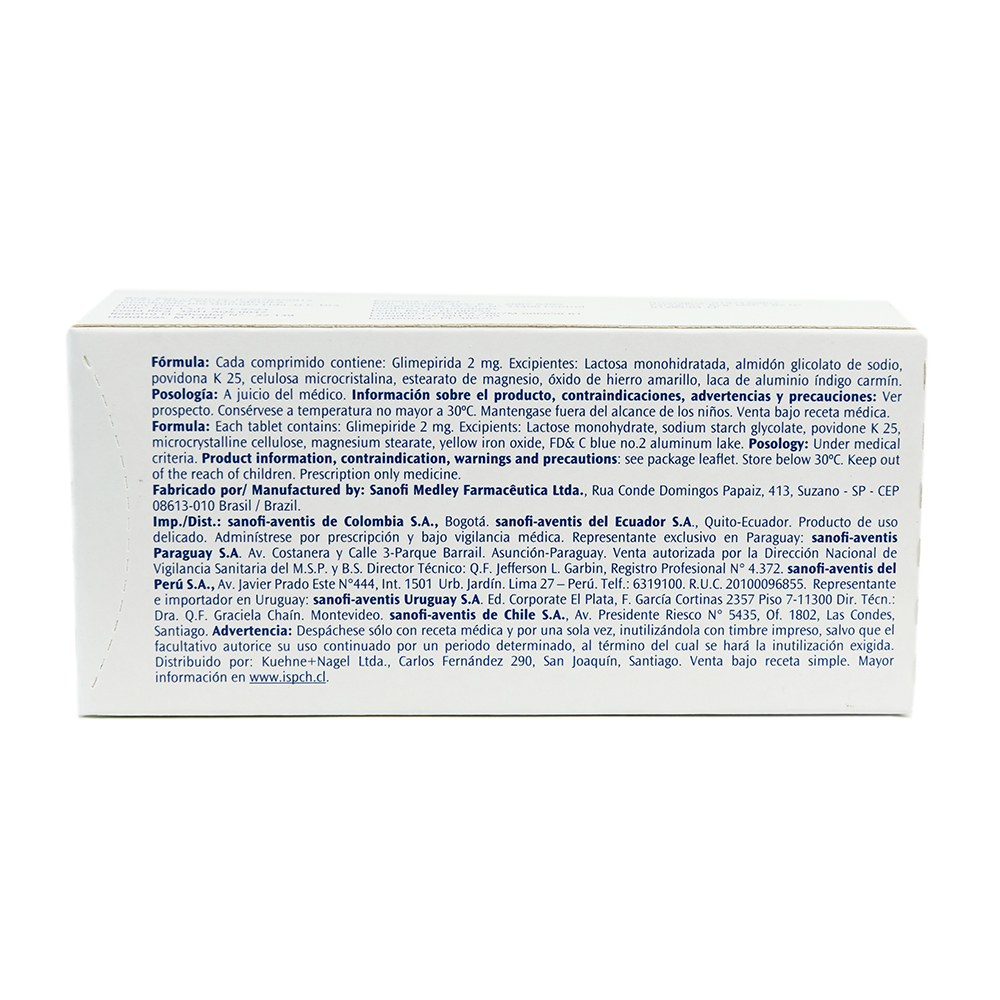 Fórmula: Cada comprimido contiene: Glimepirida 2 mg. Excipientes: Lactosa monohidratada, almidón glicolato de sodio,
povidona K 25, celulosa microcristalina, estearato de magnesio, óxido de hierro amarillo, laca de aluminio índigo carmín.
Posología: A juicio del médico. Información sobre el producto, contraindicaciones, advertencias y precauciones: Ver
prospecto. Consérvese a temperatura no mayor a 30ºC. Mantengase fuera del alcance de los niños. Venta bajo receta médica.
Formula: Each tablet contains: Glimepiride 2 mg. Excipients: Lactose monohydrate, sodium starch glycolate, povidone K 25,
microcrystalline cellulose, magnesium stearate, yellow iron oxide, FD& C blue no.2 aluminum lake. Posology: Under medical
criteria. Product information, contraindication, warnings and precautions: see package leaflet. Store below 30ºC. Keep out
of the reach of children. Prescription only medicine.
Fabricado por/ Manufactured by: Sanofi Medley Farmacêutica Ltda., Rua Conde Domingos Papaiz, 413, Suzano - SP - CEP
08613-010 Brasil / Brazil.
Imp./Dist.: sanofi-aventis de Colombia S.A., Bogotá. sanofi-aventis del Ecuador S.A., Quito-Ecuador. Producto de uso
delicado. Adminístrese por prescripción y bajo vigilancia médica. Representante exclusivo en Paraguay: sanofi-aventis
Paraguay S.A. Av. Costanera y Calle 3-Parque Barrail. Asunción-Paraguay. Venta autorizada por la Dirección Nacional de
Vigilancia Sanitaria del M.S.P. y B.S. Director Técnico: Q.F. Jefferson L. Garbin, Registro Profesional N° 4.372. sanofi-aventis del
Perú S.A., Av. Javier Prado Este N°444, Int. 1501 Urb. Jardín. Lima 27 – Perú. Telf.: 6319100. R.U.C. 20100096855. Representante
e importador en Uruguay: sanofi-aventis Uruguay S.A. Ed. Corporate El Plata, F. García Cortinas 2357 Piso 7-11300 Dir. Técn.:
Dra. Q.F. Graciela Chaín. Montevideo. sanofi-aventis de Chile S.A., Av. Presidente Riesco N° 5435, Of. 1802, Las Condes,
Santiago. Advertencia: Despáchese sólo con receta médica y por una sola vez, inutilizándola con timbre impreso, salvo que el
facultativo autorice su uso continuado por un periodo determinado, al término del cual se hará la inutilización exigida.
Distribuido por: Kuehne+Nagel Ltda., Carlos Fernández 290, San Joaquín, Santiago. Venta bajo receta simple. Mayor
información en www.ispch.cl.